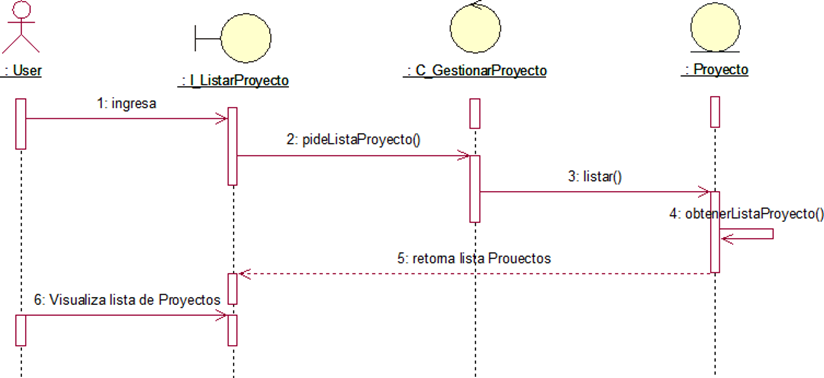 : User
: I_ListarProyecto
: C_GestionarProyecto
: Proyecto
1: ingresa
2: pideListaProyecto()
3: listar()
4: obtenerListaProyecto()
5: retorna lista Prouectos
6: Visualiza lista de Proyectos